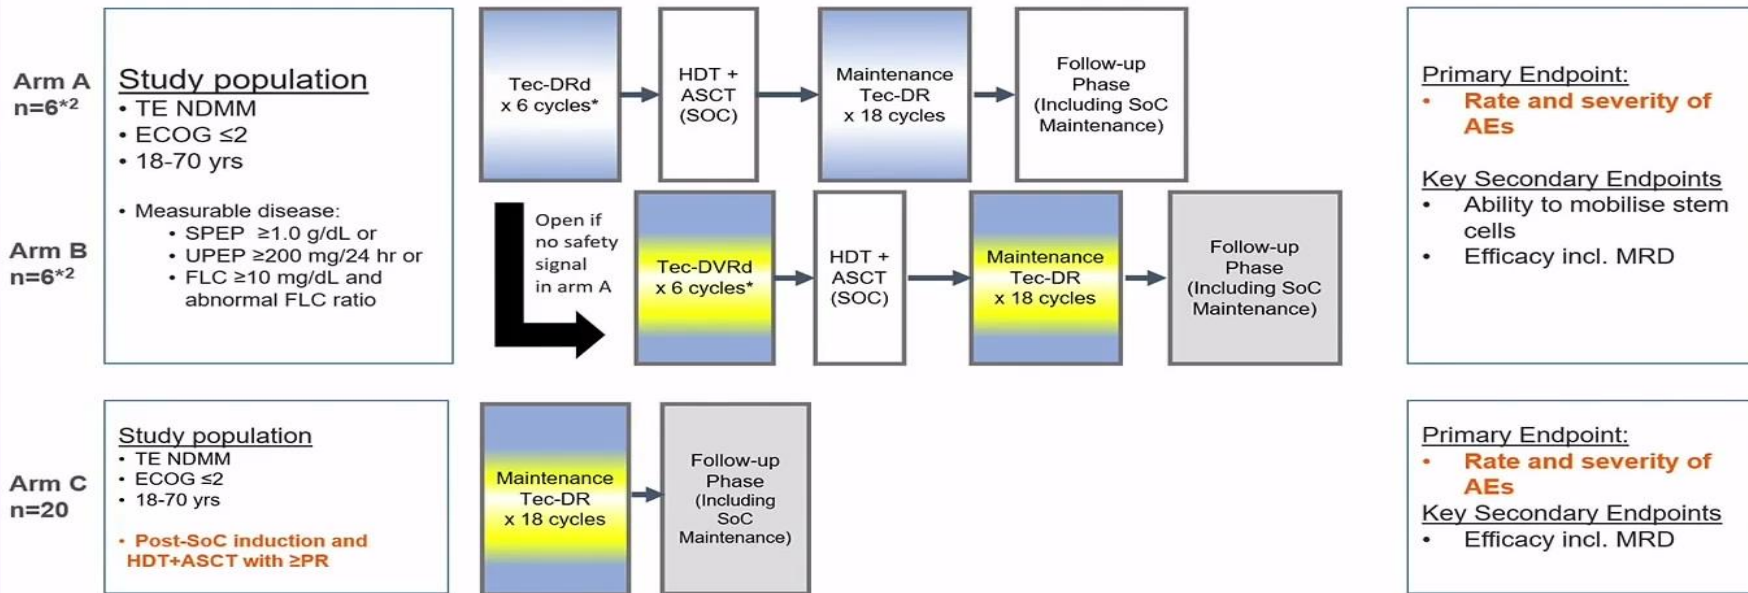 Arm A
n=6*2
Study population
• TE NDMM
• ECOG ≤2
• 18-70 yrs
• Measurable disease:
• SPEP ≥1.0 g/dL or
• UPEP ≥200 mg/24 hr or
• FLC ≥10 mg/dL and
abnormal FLC ratio
Tec-DRd
x 6 cycles*
HDT +
ASCT
(SOC)
Maintenance
Tec-DR
x 18 cycles
Follow-up
Phase
(Including SoC
Maintenance)
Primary Endpoint:
• Rate and severity of
AEs
Key Secondary Endpoints
• Ability to mobilise stem
cells
• Efficacy incl. MRD
Arm B
n=6*2
Open if
no safety
signal
in arm A
Tec-DVRd
x 6 cycles*
HDT +
ASCT
(SOC)
Maintenance
Tec-DR
x 18 cycles
Follow-up
Phase
(Including SoC
Maintenance)
Arm C
n=20
Study population
• TE NDMM
• ECOG ≤2
• 18-70 yrs
• Post-SoC induction and
HDT+ASCT with ≥PR
Maintenance
Tec-DR
x 18 cycles
Follow-up
Phase
(Including
SoC
Maintenance)
Primary Endpoint:
• Rate and severity of
AEs
Key Secondary Endpoints
• Efficacy incl. MRD